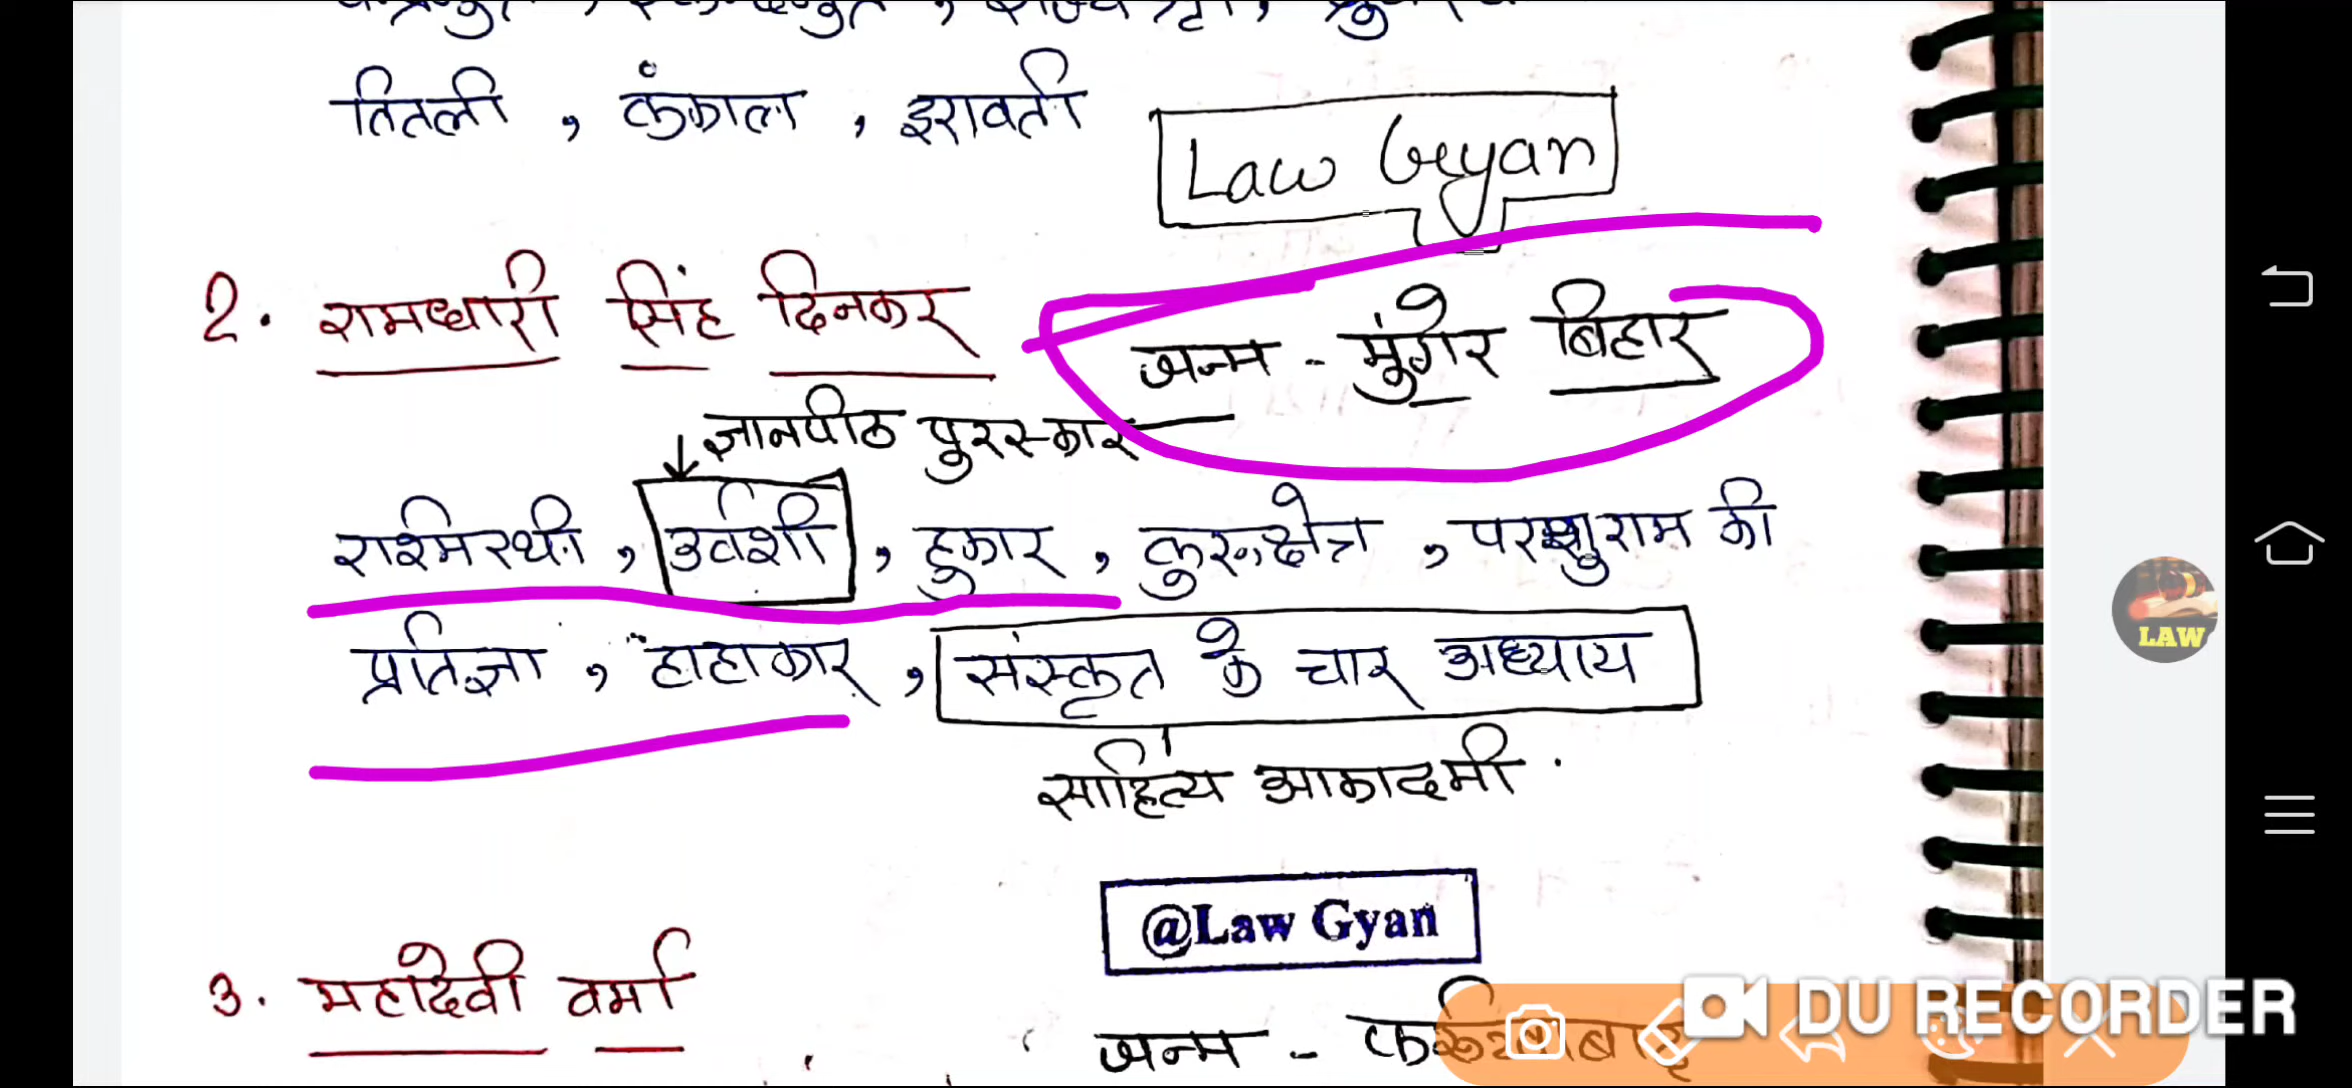 तितली , कंकाल , इरावती
Law Gyan
2. रामधारी सिंह दिनकर
जन्म - मुंगेर बिहार
ज्ञानपीठ पुरस्कार
रश्मिरथी , उर्वशी , हुकार , कुरुक्षेत्र , परशुराम की
प्रतिज्ञा , हाहाकार , संस्कृत के चार अध्याय
साहित्य आकादमी
@Law Gyan
3. महादेवी वर्मा
जन्म -
LAW
DU RECORDER